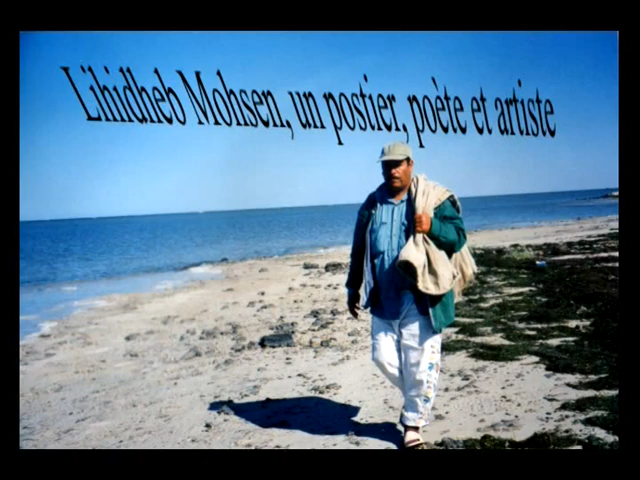 Lihidheb Mohsen, un postier, poète et artiste